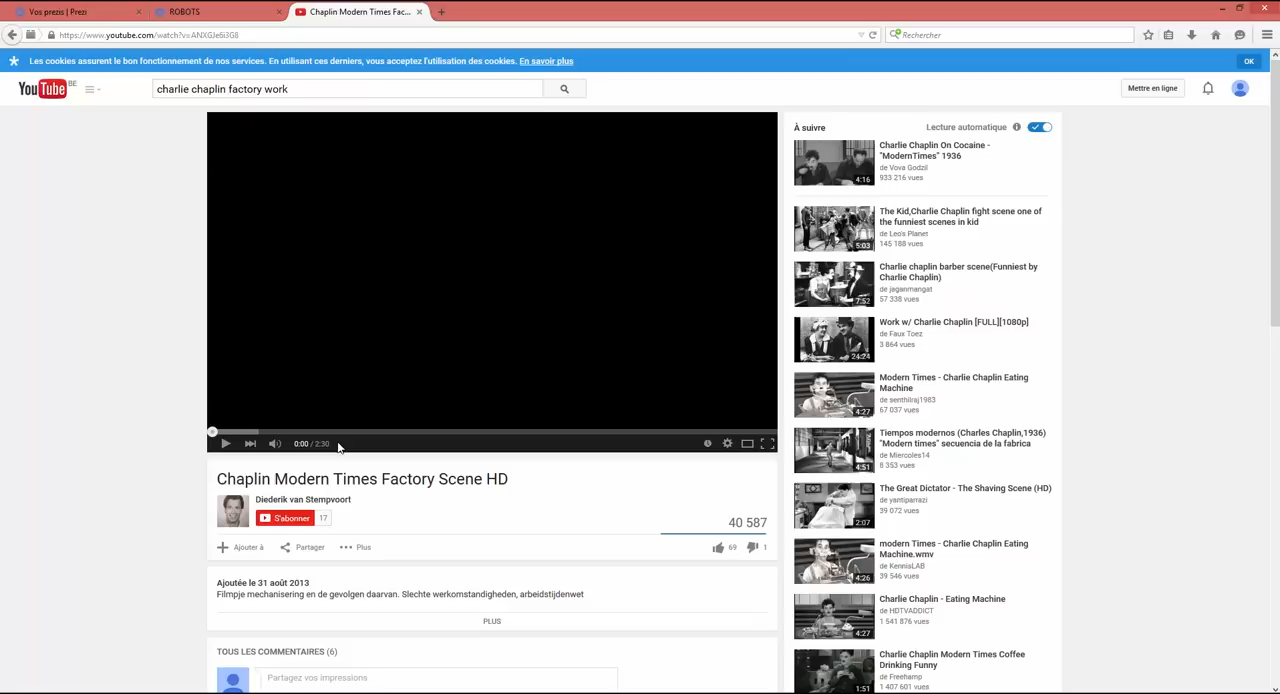 Vos prezis | Prezi
ROBOTS
Chaplin Modern Times Fac...
https://www.youtube.com/watch?v=ANXGJe6i3G8
Rechercher
Les cookies assurent le bon fonctionnement de nos services. En utilisant ces derniers, vous acceptez l'utilisation des cookies. En savoir plus
OK
YouTube BE
charlie chaplin factory work
Mettre en ligne
0:00 / 2:30
Chaplin Modern Times Factory Scene HD
Diederik van Stempvoort
S'abonner 17
40 587
Ajouter à Partager Plus
69 1
Ajoutée le 31 août 2013
Filmpje mechanisering en de gevolgen daarvan. Slechte werkomstandigheden, arbeidstijdenwet
PLUS
TOUS LES COMMENTAIRES (6)
Partagez vos impressions
À suivre
Lecture automatique
4:16
Charlie Chaplin On Cocaine -
"ModernTimes" 1936
de Vova Godzil
933 216 vues
5:03
The Kid,Charlie Chaplin fight scene one of
the funniest scenes in kid
de Leo's Planet
145 188 vues
7:52
Charlie chaplin barber scene(Funniest by
Charlie Chaplin)
de jaganmangat
57 338 vues
24:24
Work w/ Charlie Chaplin [FULL][1080p]
de Faux Toez
3 864 vues
4:27
Modern Times - Charlie Chaplin Eating
Machine
de senthilraj1983
67 037 vues
4:51
Tiempos modernos (Charles Chaplin,1936)
"Modern times" secuencia de la fabrica
de Miercoles14
8 353 vues
2:07
The Great Dictator - The Shaving Scene (HD)
de yantiparrazi
39 072 vues
4:26
modern Times - Charlie Chaplin Eating
Machine.wmv
de KennisLAB
39 546 vues
4:27
Charlie Chaplin - Eating Machine
de HDTVADDICT
1 541 876 vues
1:51
Charlie Chaplin Modern Times Coffee
Drinking Funny
de Freehamp
1 407 601 vues